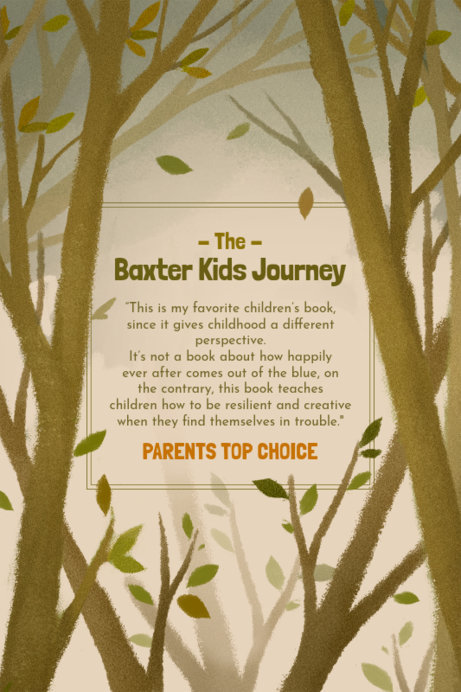 – The –
Baxter Kids Journey
“This is my favorite children's book,
since it gives childhood a different
perspective.
It's not a book about how happily
ever after comes out of the blue, on
the contrary, this book teaches
children how to be resilient and creative
when they find themselves in trouble."
PARENTS TOP CHOICE